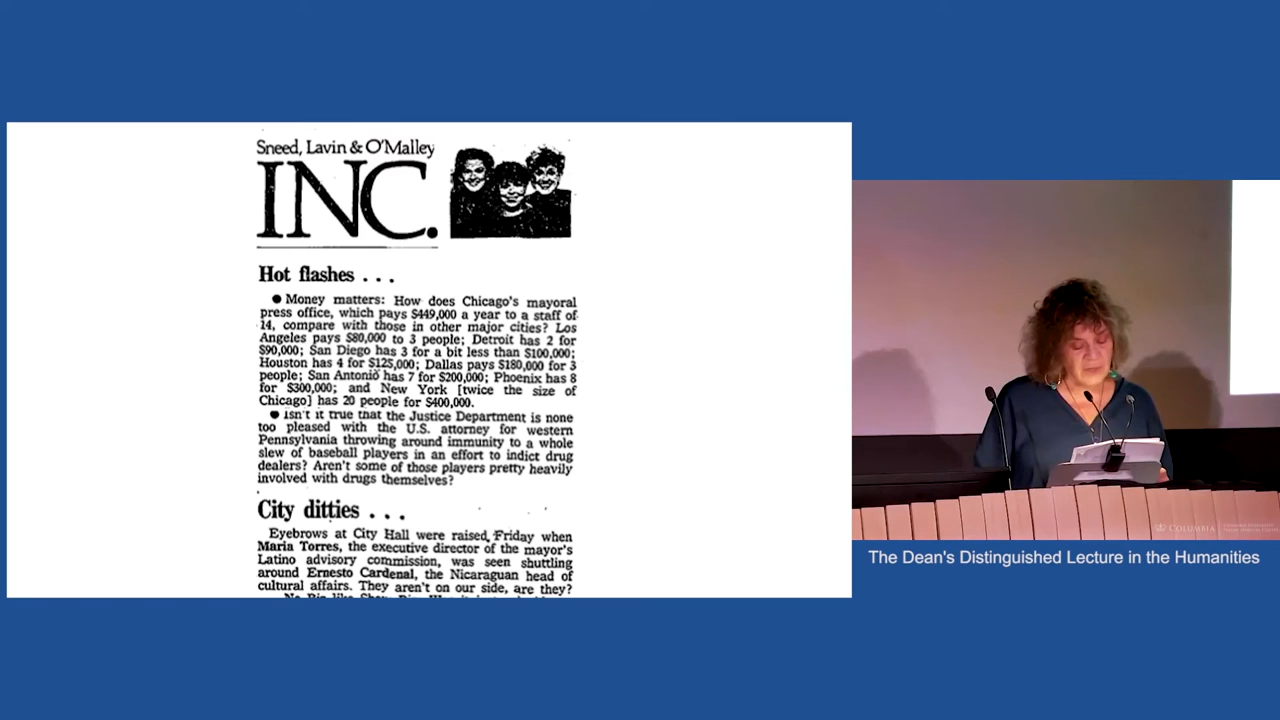 Sneed, Lavin & O'Malley
INC.
Hot flashes . . .
● Money matters: How does Chicago's mayoral
press office, which pays $449,000 a year to a staff of
14, compare with those in other major cities? Los
Angeles pays $80,000 to 3 people; Detroit has 2 for
$90,000; San Diego has 3 for a bit less than $100,000;
Houston has 4 for $125,000; Dallas pays $180,000 for 3
people; San Antonio has 7 for $200,000; Phoenix has 8
for $300,000; and New York [twice the size of
Chicago] has 20 people for $400,000.
● Isn't it true that the Justice Department is none
too pleased with the U.S. attorney for western
Pennsylvania throwing around immunity to a whole
slew of baseball players in an effort to indict drug
dealers? Aren't some of those players pretty heavily
involved with drugs themselves?
City ditties . . .
Eyebrows at City Hall were raised Friday when
Maria Torres, the executive director of the mayor's
Latino advisory commission, was seen shuttling
around Ernesto Cardenal, the Nicaraguan head of
cultural affairs. They aren't on our side, are they?
COLUMBIA
The Dean's Distinguished Lecture in the Humanities